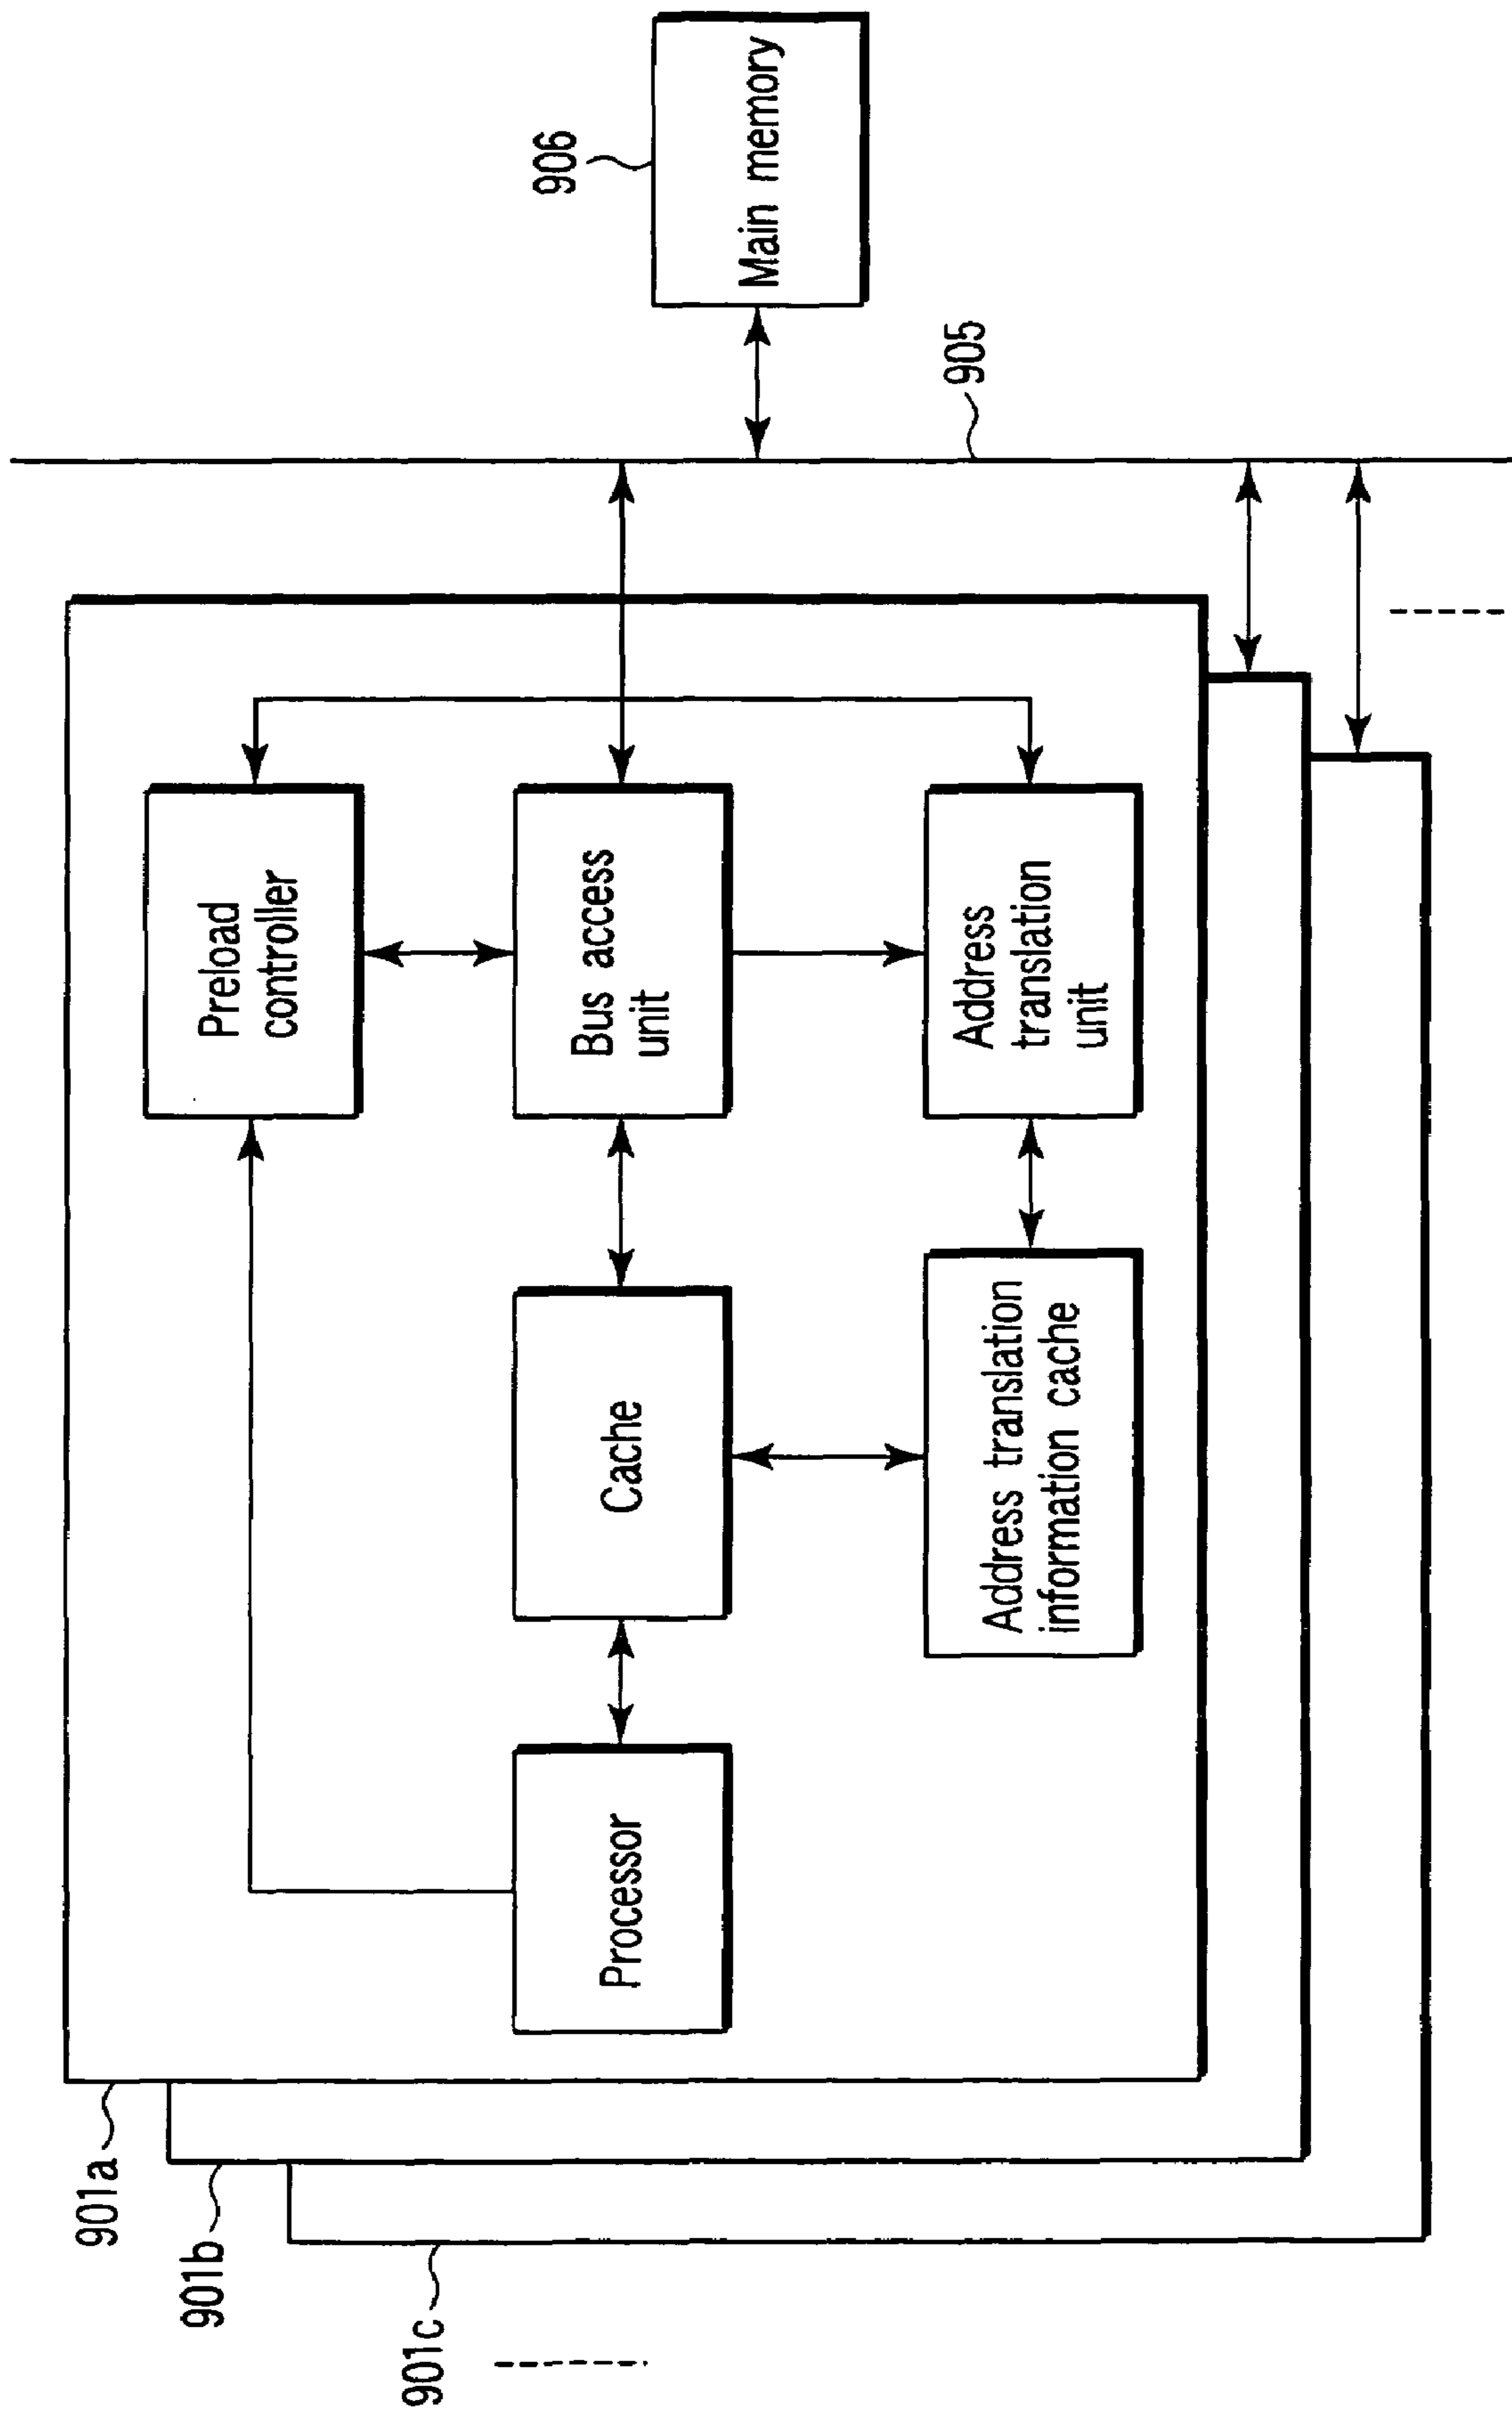 901a
901b
901c
Processor
Cache
Preload
controller
Bus access
unit
Address translation
information cache
Address
translation
unit
905
906
Main memory